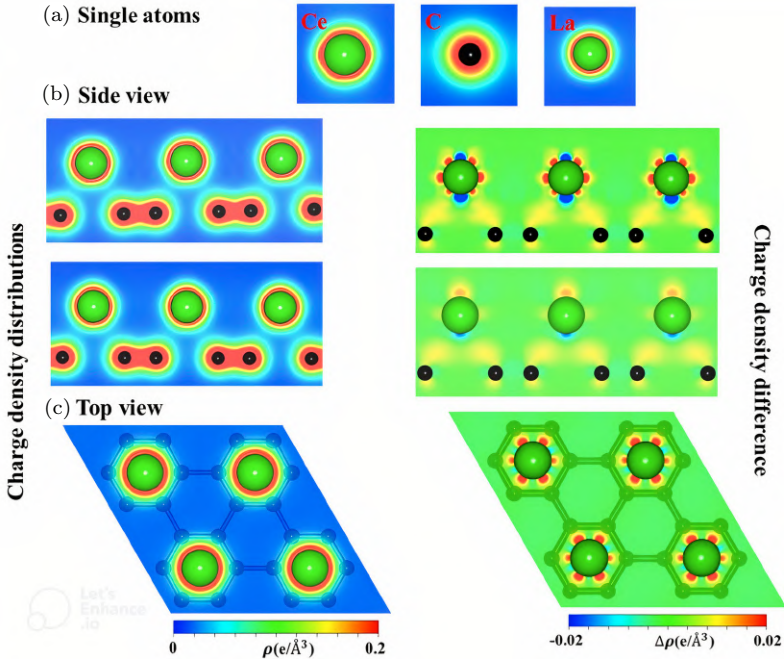 (a) Single atoms
Ce
C
La
(b) Side view
Charge density distributions
Charge density difference
(c) Top view
Let's
Enhance
.io
0
ρ(e/Å³)
0.2
-0.02
Δρ(e/Å³)
0.02